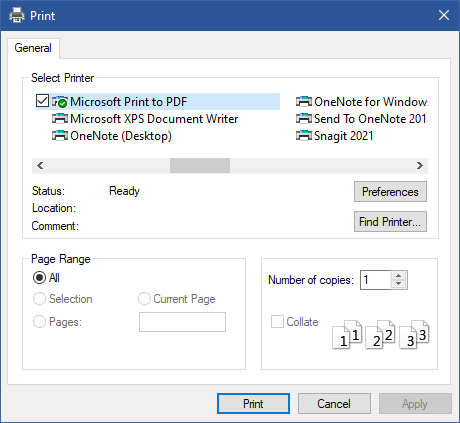 Print
General
Select Printer
Microsoft Print to PDF
OneNote for Window
Microsoft XPS Document Writer
Send To OneNote 201
OneNote (Desktop)
Snagit 2021
Status: Ready
Preferences
Location:
Comment:
Find Printer...
Page Range
All
Number of copies: 1
Selection
Current Page
Pages:
Collate
1 1 2 2 3 3
Print
Cancel
Apply